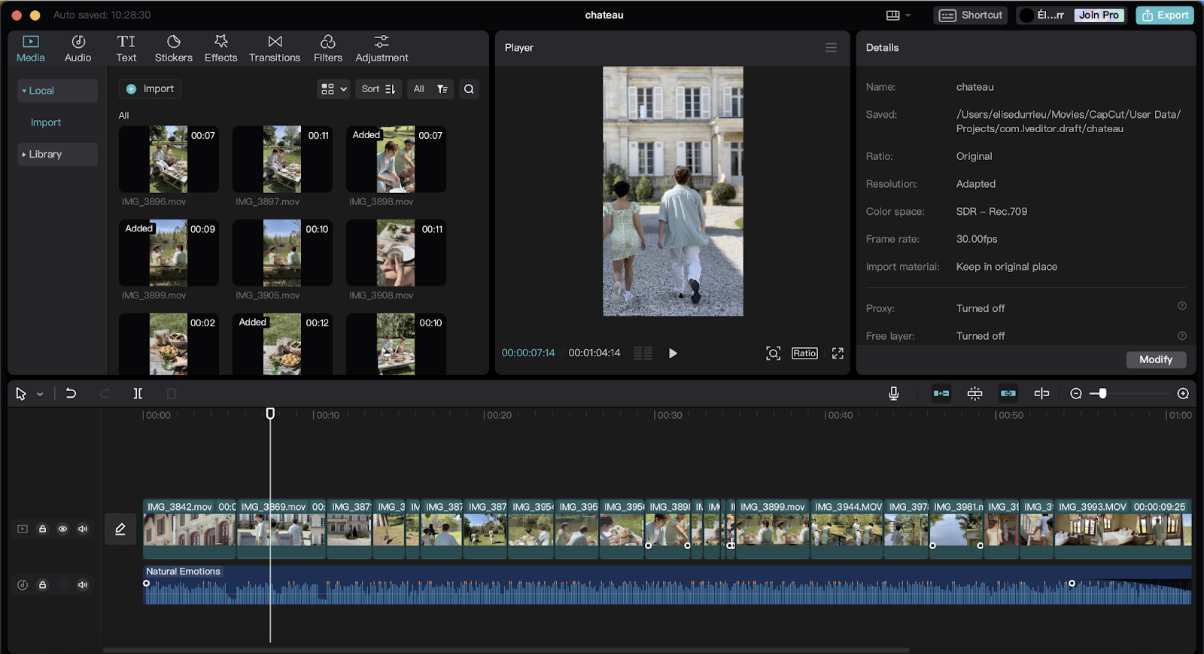 Auto saved: 10:28:30
chateau
Shortcut
Él...rr
Join Pro
Export
Media
Audio
Text
Stickers
Effects
Transitions
Filters
Adjustment
Local
Import
Library
Import
Sort
All
All
00:07
IMG_3896.mov
00:11
IMG_3897.mov
Added 00:07
IMG_3898.mov
Added 00:09
IMG_3899.mov
00:10
IMG_3905.mov
00:11
IMG_3908.mov
00:02
Added 00:12
00:10
Player
00:00:07:14
00:01:04:14
Ratio
Details
Name: chateau
Saved: /Users/elisedurrieu/Movies/CapCut/User Data/
Projects/com.lveditor.draft/chateau
Ratio: Original
Resolution: Adapted
Color space: SDR - Rec.709
Frame rate: 30.00fps
Import material: Keep in original place
Proxy: Turned off
Free layer: Turned off
Modify
00:00
00:10
00:20
00:30
00:40
00:50
01:00
IMG_3842.mov 00:0
IMG_3869.mov 00:
IMG_387
IMG_3
IM
IMG_387
IMG_387
IMG_3954
IMG_395
IMG_395
IMG_389
IM
IMG_3899.mov
IMG_3944.MOV
IMG_397
IMG_3981.m
IMG_39
IMG_3
IMG_3993.MOV 00:00:09:25
Natural Emotions